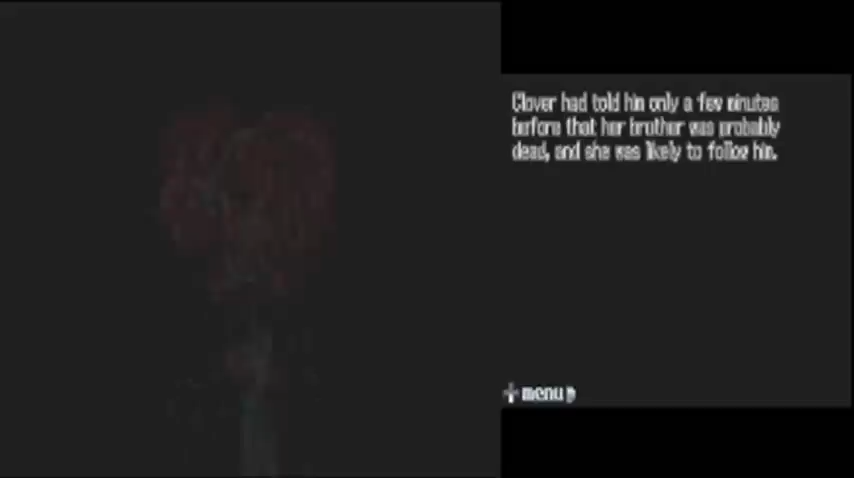 Clover had told him only a few minutes
before that her brother was probably
dead, and she was likely to follow him.
menu